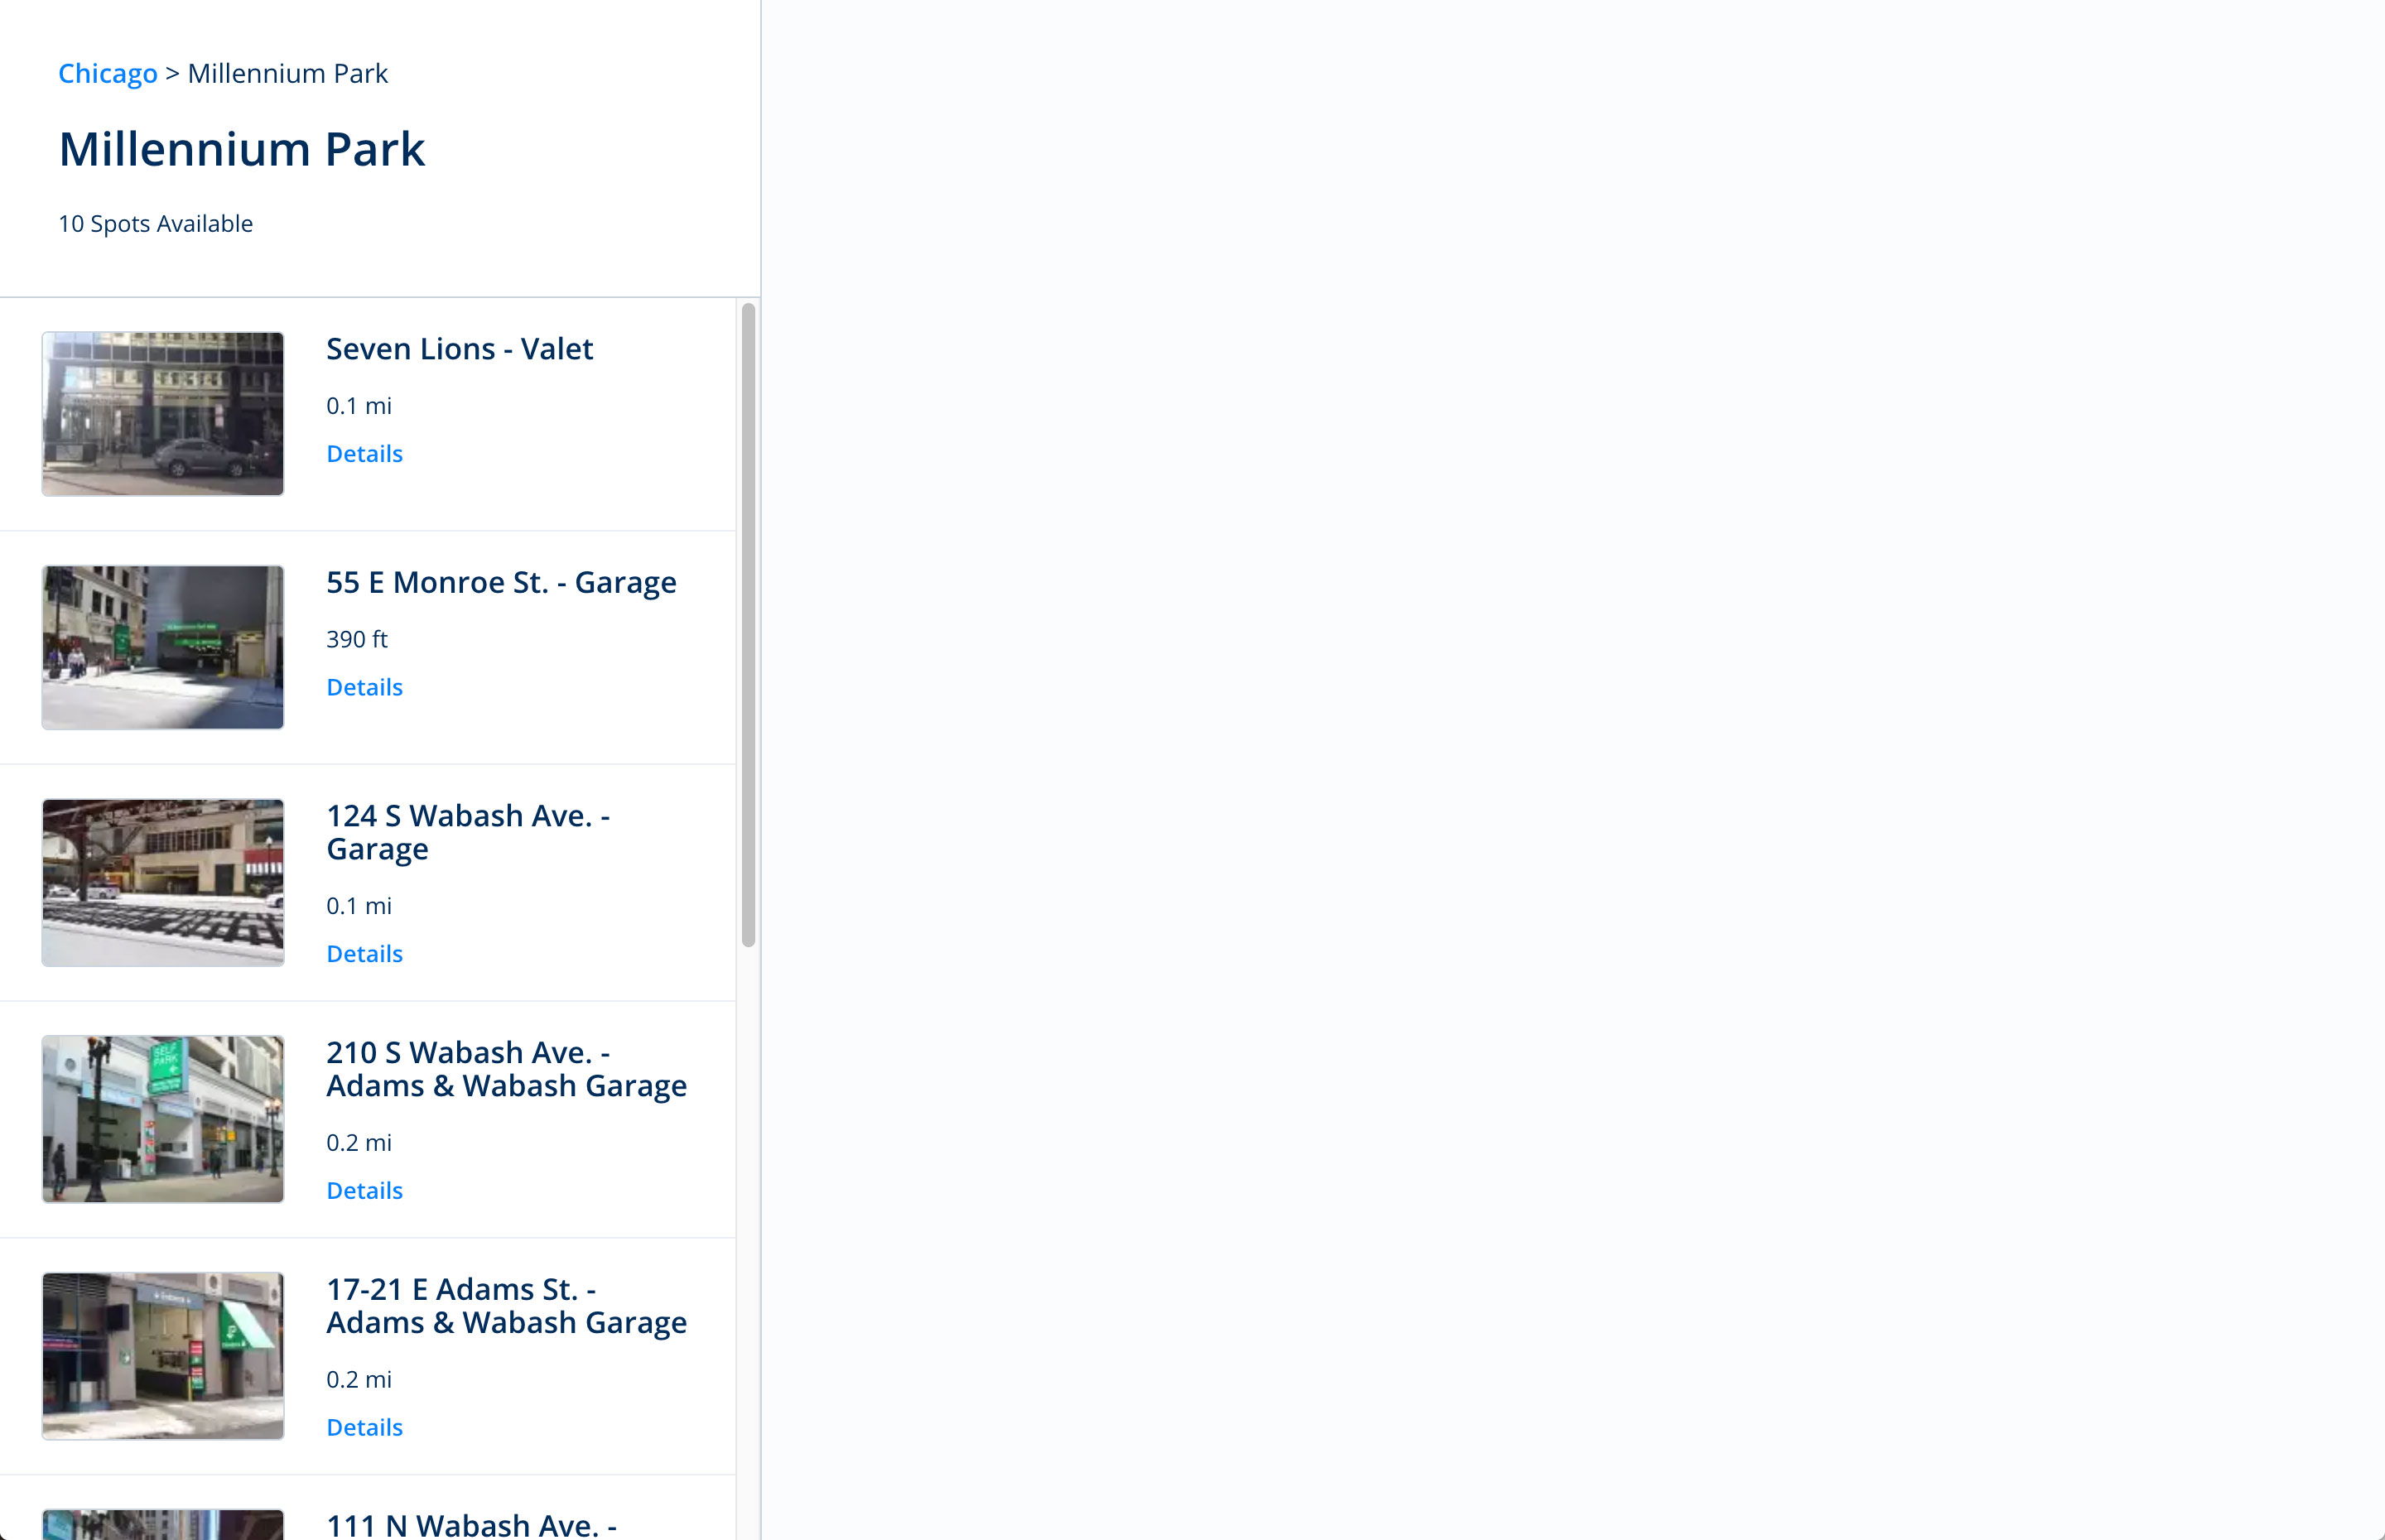 Chicago > Millennium Park
Millennium Park
10 Spots Available
Seven Lions - Valet
0.1 mi
Details
55 E Monroe St. - Garage
390 ft
Details
124 S Wabash Ave. -
Garage
0.1 mi
Details
SELF
PARK
210 S Wabash Ave. -
Adams & Wabash Garage
0.2 mi
Details
17-21 E Adams St. -
Adams & Wabash Garage
0.2 mi
Details
111 N Wabash Ave. -